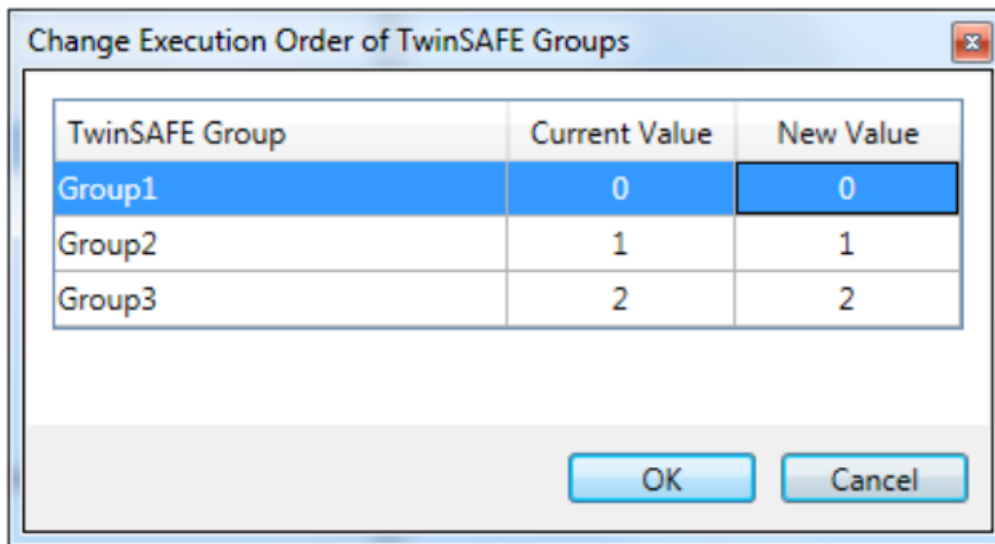 Change Execution Order of TwinSAFE Groups
TwinSAFE Group Current Value New Value
Group1 0 0
Group2 1 1
Group3 2 2
OK Cancel